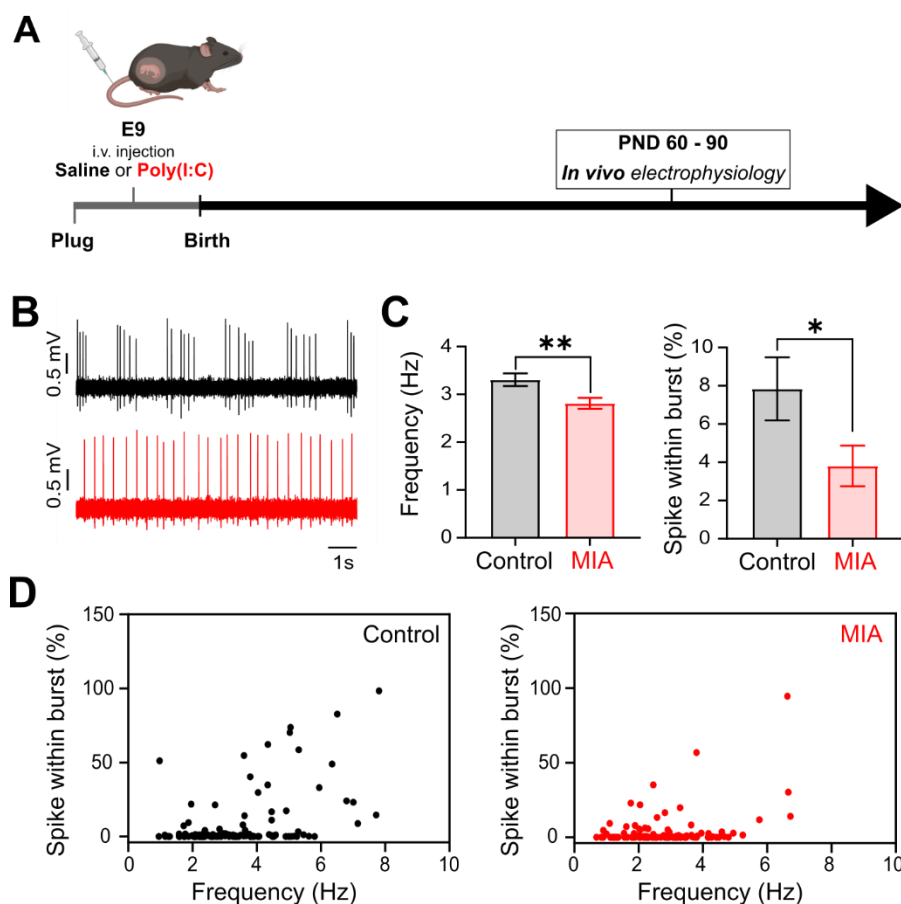 A
E9
i.v. injection
Saline or Poly(I:C)
PND 60 - 90
In vivo electrophysiology
Plug
Birth
B
0.5 mV
0.5 mV
1s
C
Frequency (Hz)
4
3
2
1
0
**
Control
MIA
Spike within burst (%)
10
8
6
4
2
0
*
Control
MIA
D
Spike within burst (%)
150
100
50
0
Control
0
2
4
6
8
10
Frequency (Hz)
Spike within burst (%)
150
100
50
0
MIA
0
2
4
6
8
10
Frequency (Hz)